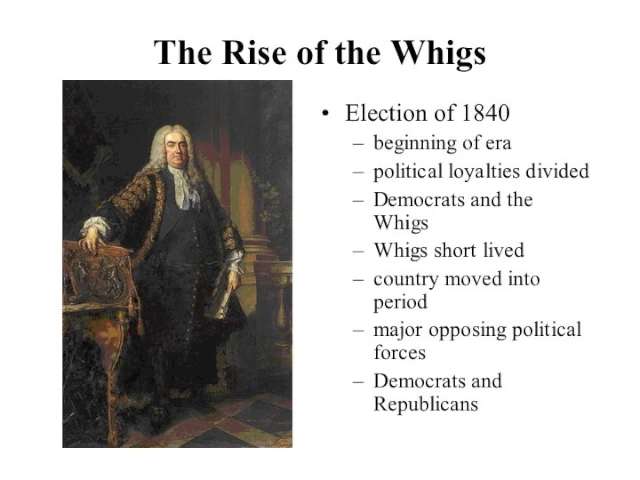 The Rise of the Whigs
• Election of 1840
– beginning of era
– political loyalties divided
– Democrats and the
Whigs
– Whigs short lived
– country moved into
period
– major opposing political
forces
– Democrats and
Republicans